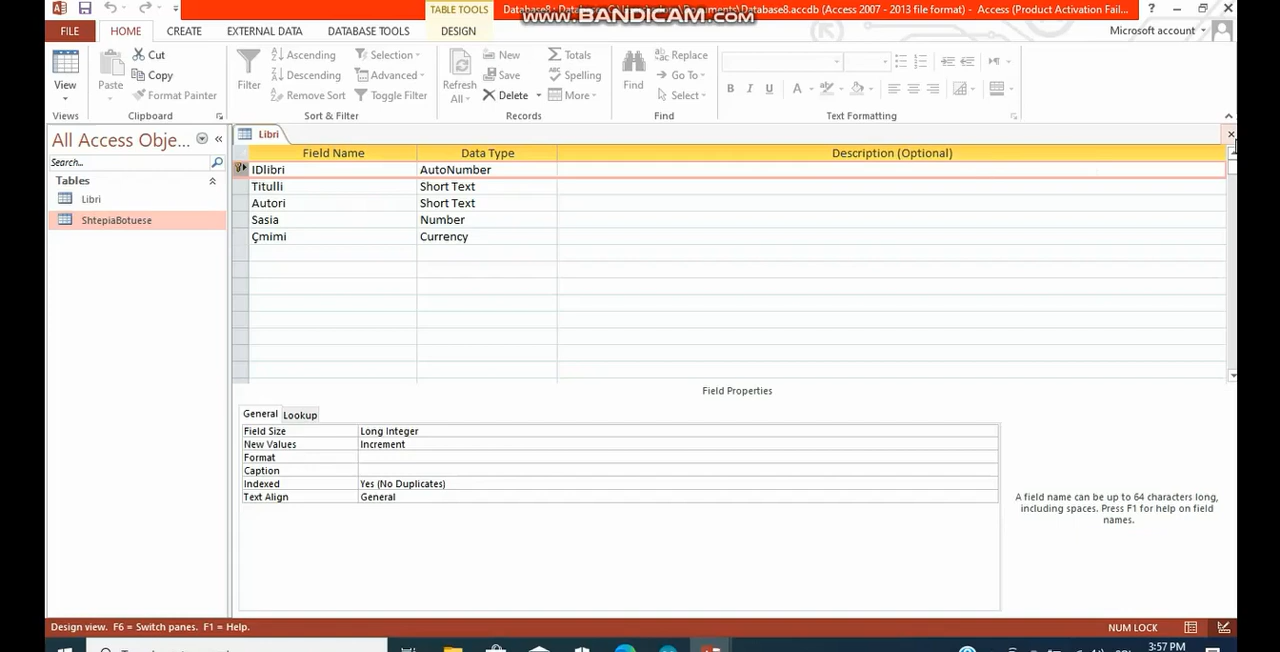 TABLE TOOLS
Database8 : Dat
ocuments\Database8.accdb (Access 2007 - 2013 file format) - Access (Product Activation Fail...
www.BANDICAM.com
FILE HOME CREATE EXTERNAL DATA DATABASE TOOLS DESIGN Microsoft account
View
Paste
Cut
Copy
Format Painter
Filter
Ascending
Descending
Remove Sort
Selection
Advanced
Toggle Filter
Refresh
All
New
Save
Delete
Totals
Spelling
More
Find
Replace
Go To
Select
B I U A
Views Clipboard Sort & Filter Records Find Text Formatting
All Access Obje...
Search...
Tables
Libri
ShtepiaBotuese
Libri
Field Name Data Type Description (Optional)
IDlibri AutoNumber
Titulli Short Text
Autori Short Text
Sasia Number
Çmimi Currency
Field Properties
General Lookup
Field Size Long Integer
New Values Increment
Format
Caption
Indexed Yes (No Duplicates)
Text Align General
A field name can be up to 64 characters long,
including spaces. Press F1 for help on field
names.
Design view. F6 = Switch panes. F1 = Help. NUM LOCK
3:57 PM